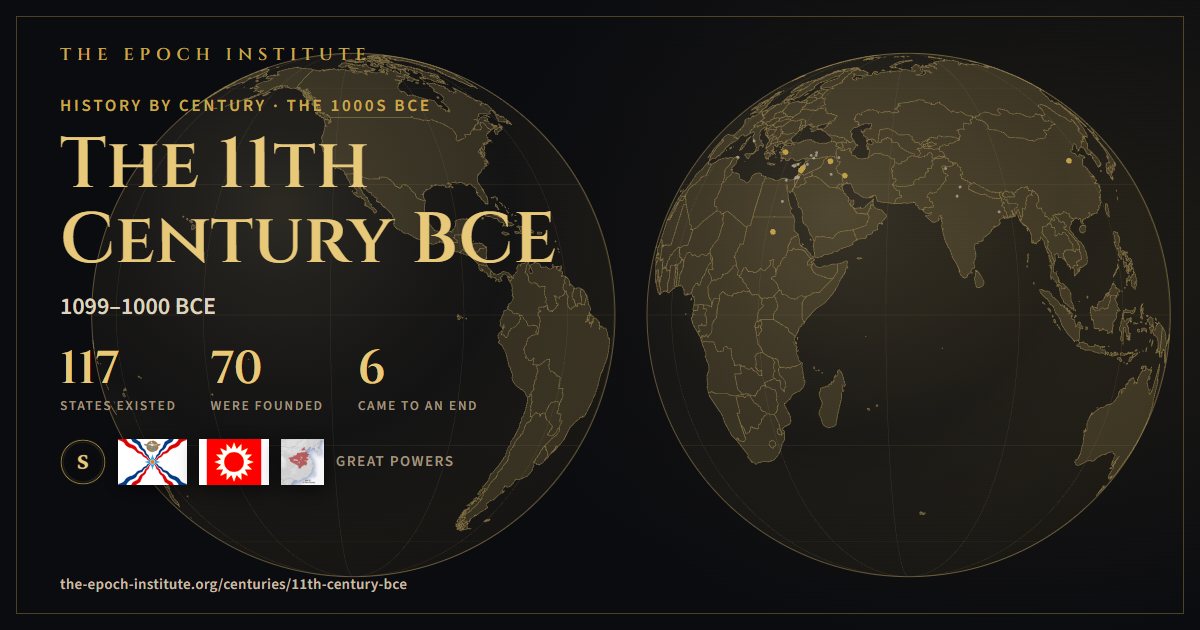 THE EPOCH INSTITUTE
HISTORY BY CENTURY · THE 1000S BCE
THE 11TH
CENTURY BCE
1099–1000 BCE
117 70 6
STATES EXISTED WERE FOUNDED CAME TO AN END
S GREAT POWERS
the-epoch-institute.org/centuries/11th-century-bce